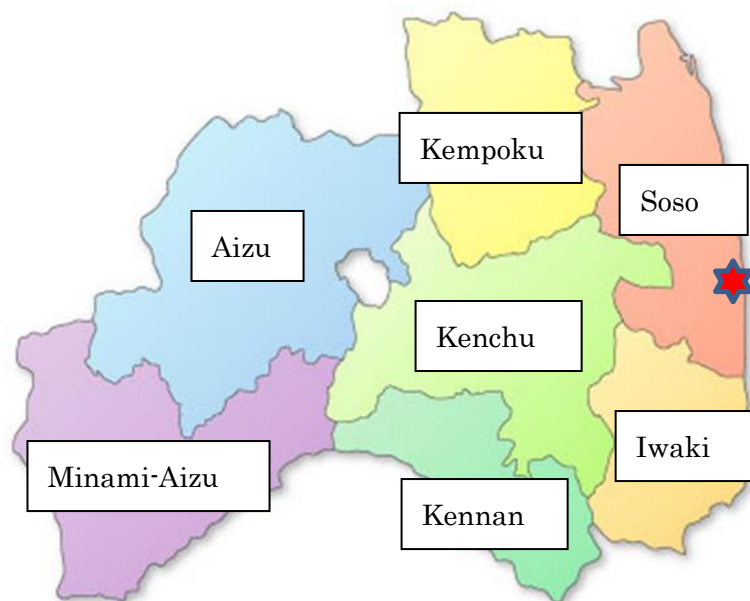 Kempoku
Soso
Aizu
Kenchu
Iwaki
Minami-Aizu
Kennan